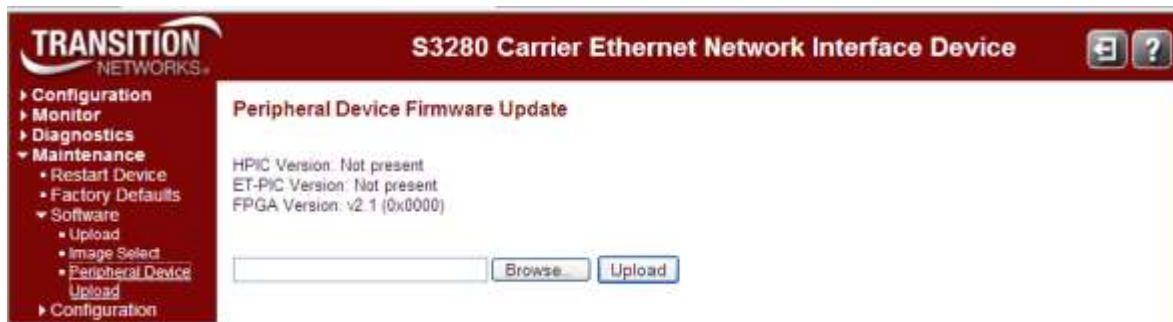 TRANSITION
NETWORKS®
S3280 Carrier Ethernet Network Interface Device
?
Configuration
Monitor
Diagnostics
Maintenance
Restart Device
Factory Defaults
Software
Upload
Image Select
Peripheral Device
Upload
Configuration
Peripheral Device Firmware Update
HPIC Version: Not present
ET-PIC Version: Not present
FPGA Version: v2.1 (0x0000)
Browse... Upload